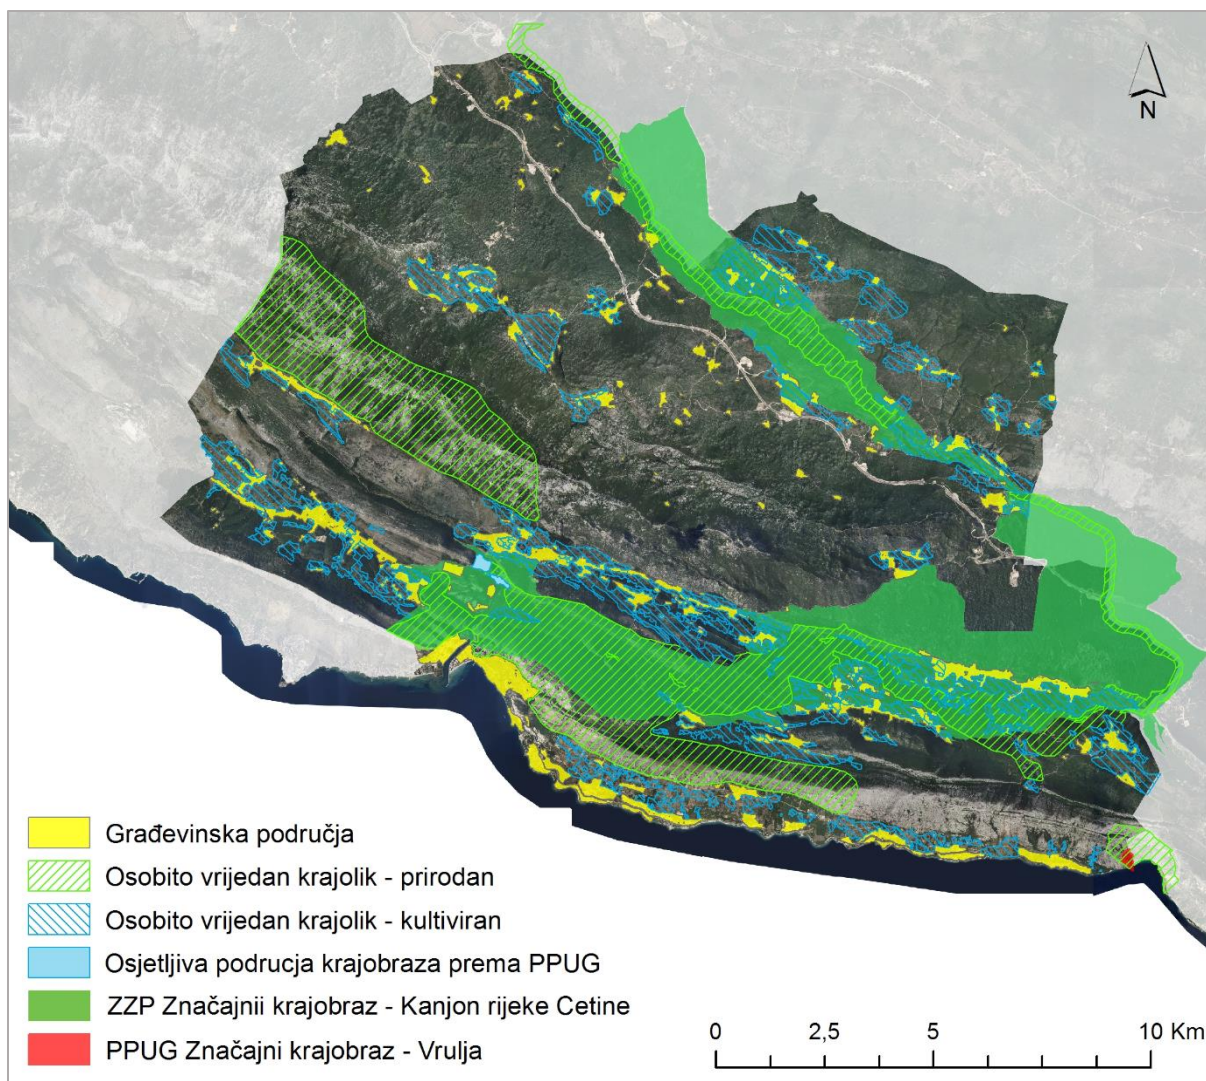 N
Građevinska područja
Osobito vrijedan krajolik - prirodan
Osobito vrijedan krajolik - kultiviran
Osjetljiva podrucja krajobraza prema PPUG
ZZP Značajnii krajobraz - Kanjon rijeke Cetine
PPUG Značajni krajobraz - Vrulja
0 2,5 5 10 Km